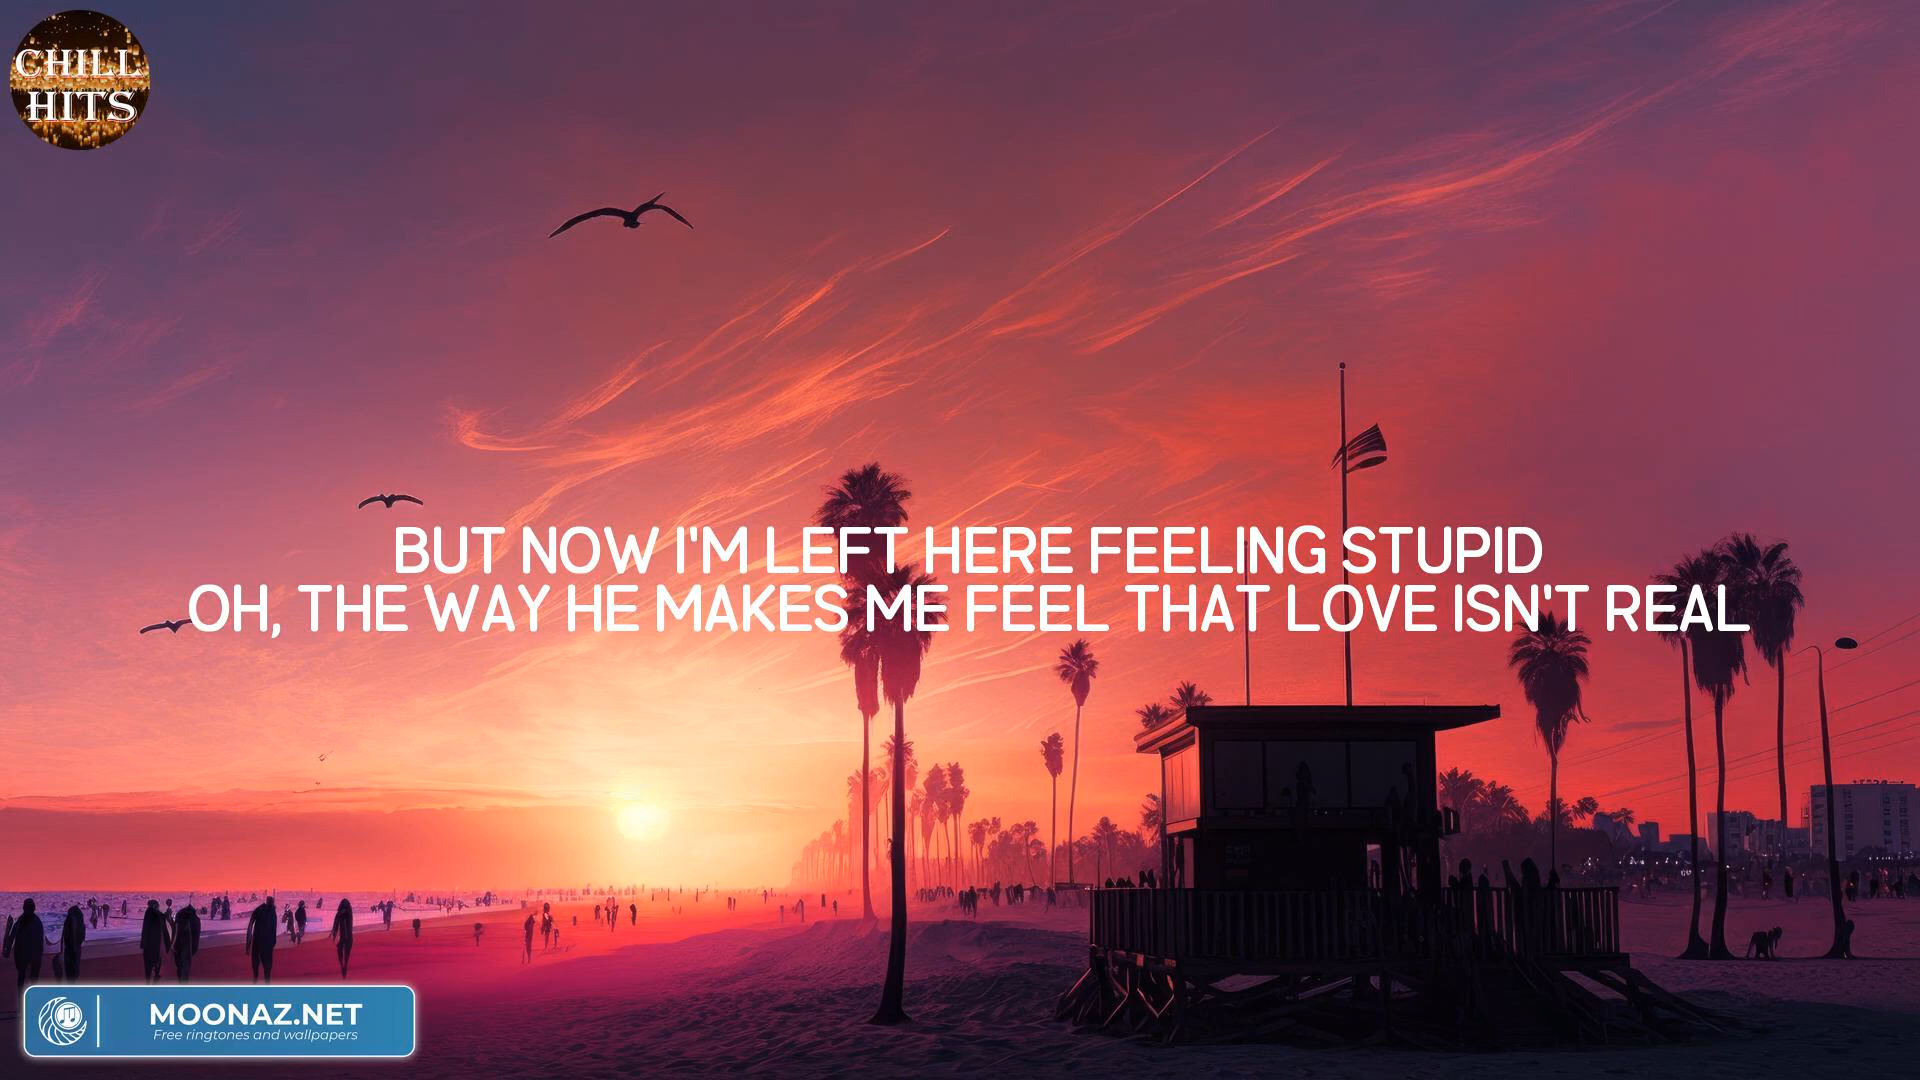 CHILL
HITS
BUT NOW I'M LEFT HERE FEELING STUPID
OH, THE WAY HE MAKES ME FEEL THAT LOVE ISN'T REAL
MOONAZ.NET
Free ringtones and wallpapers